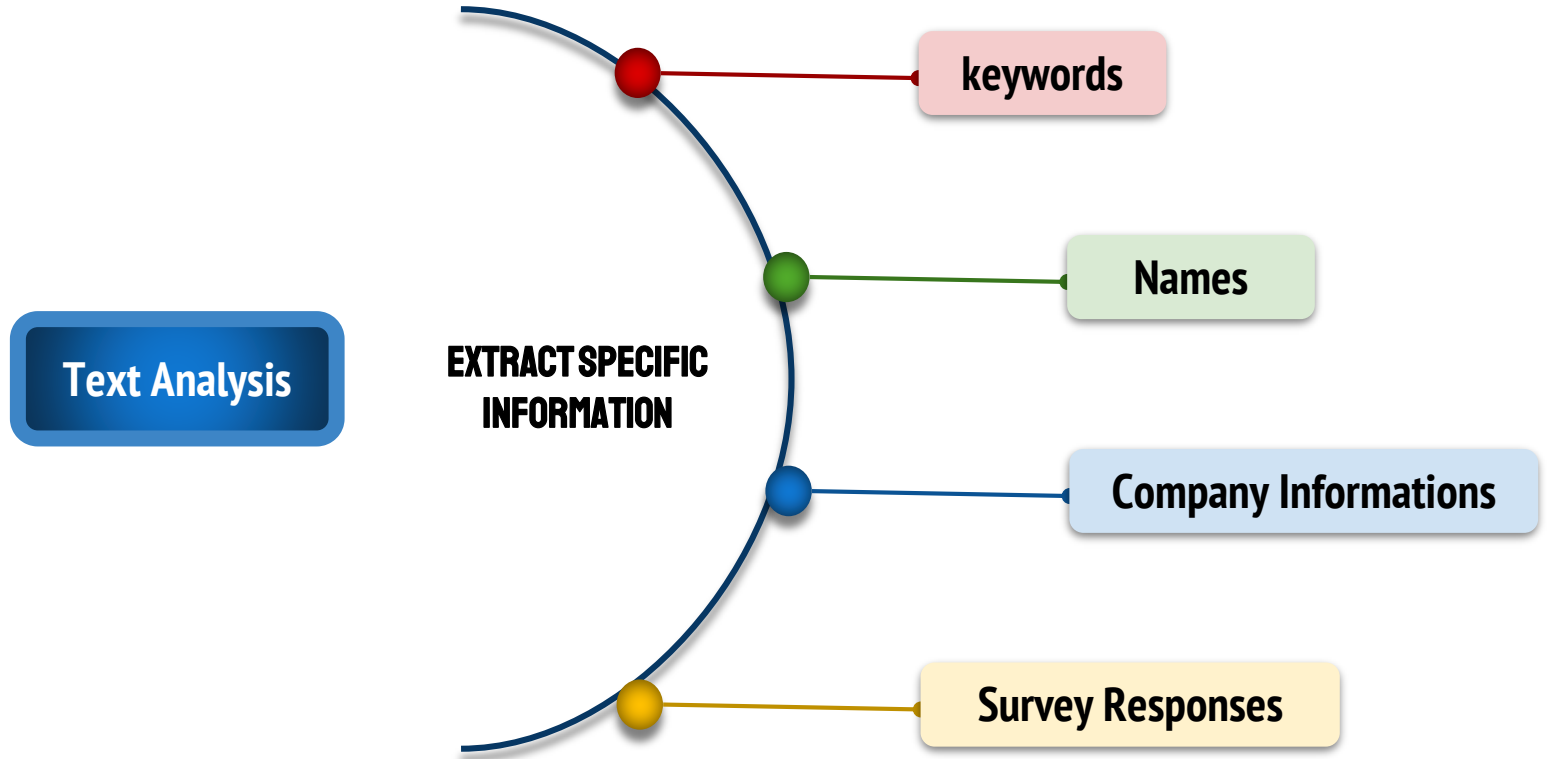 keywords
Names
Text Analysis
EXTRACT SPECIFIC
INFORMATION
Company Informations
Survey Responses